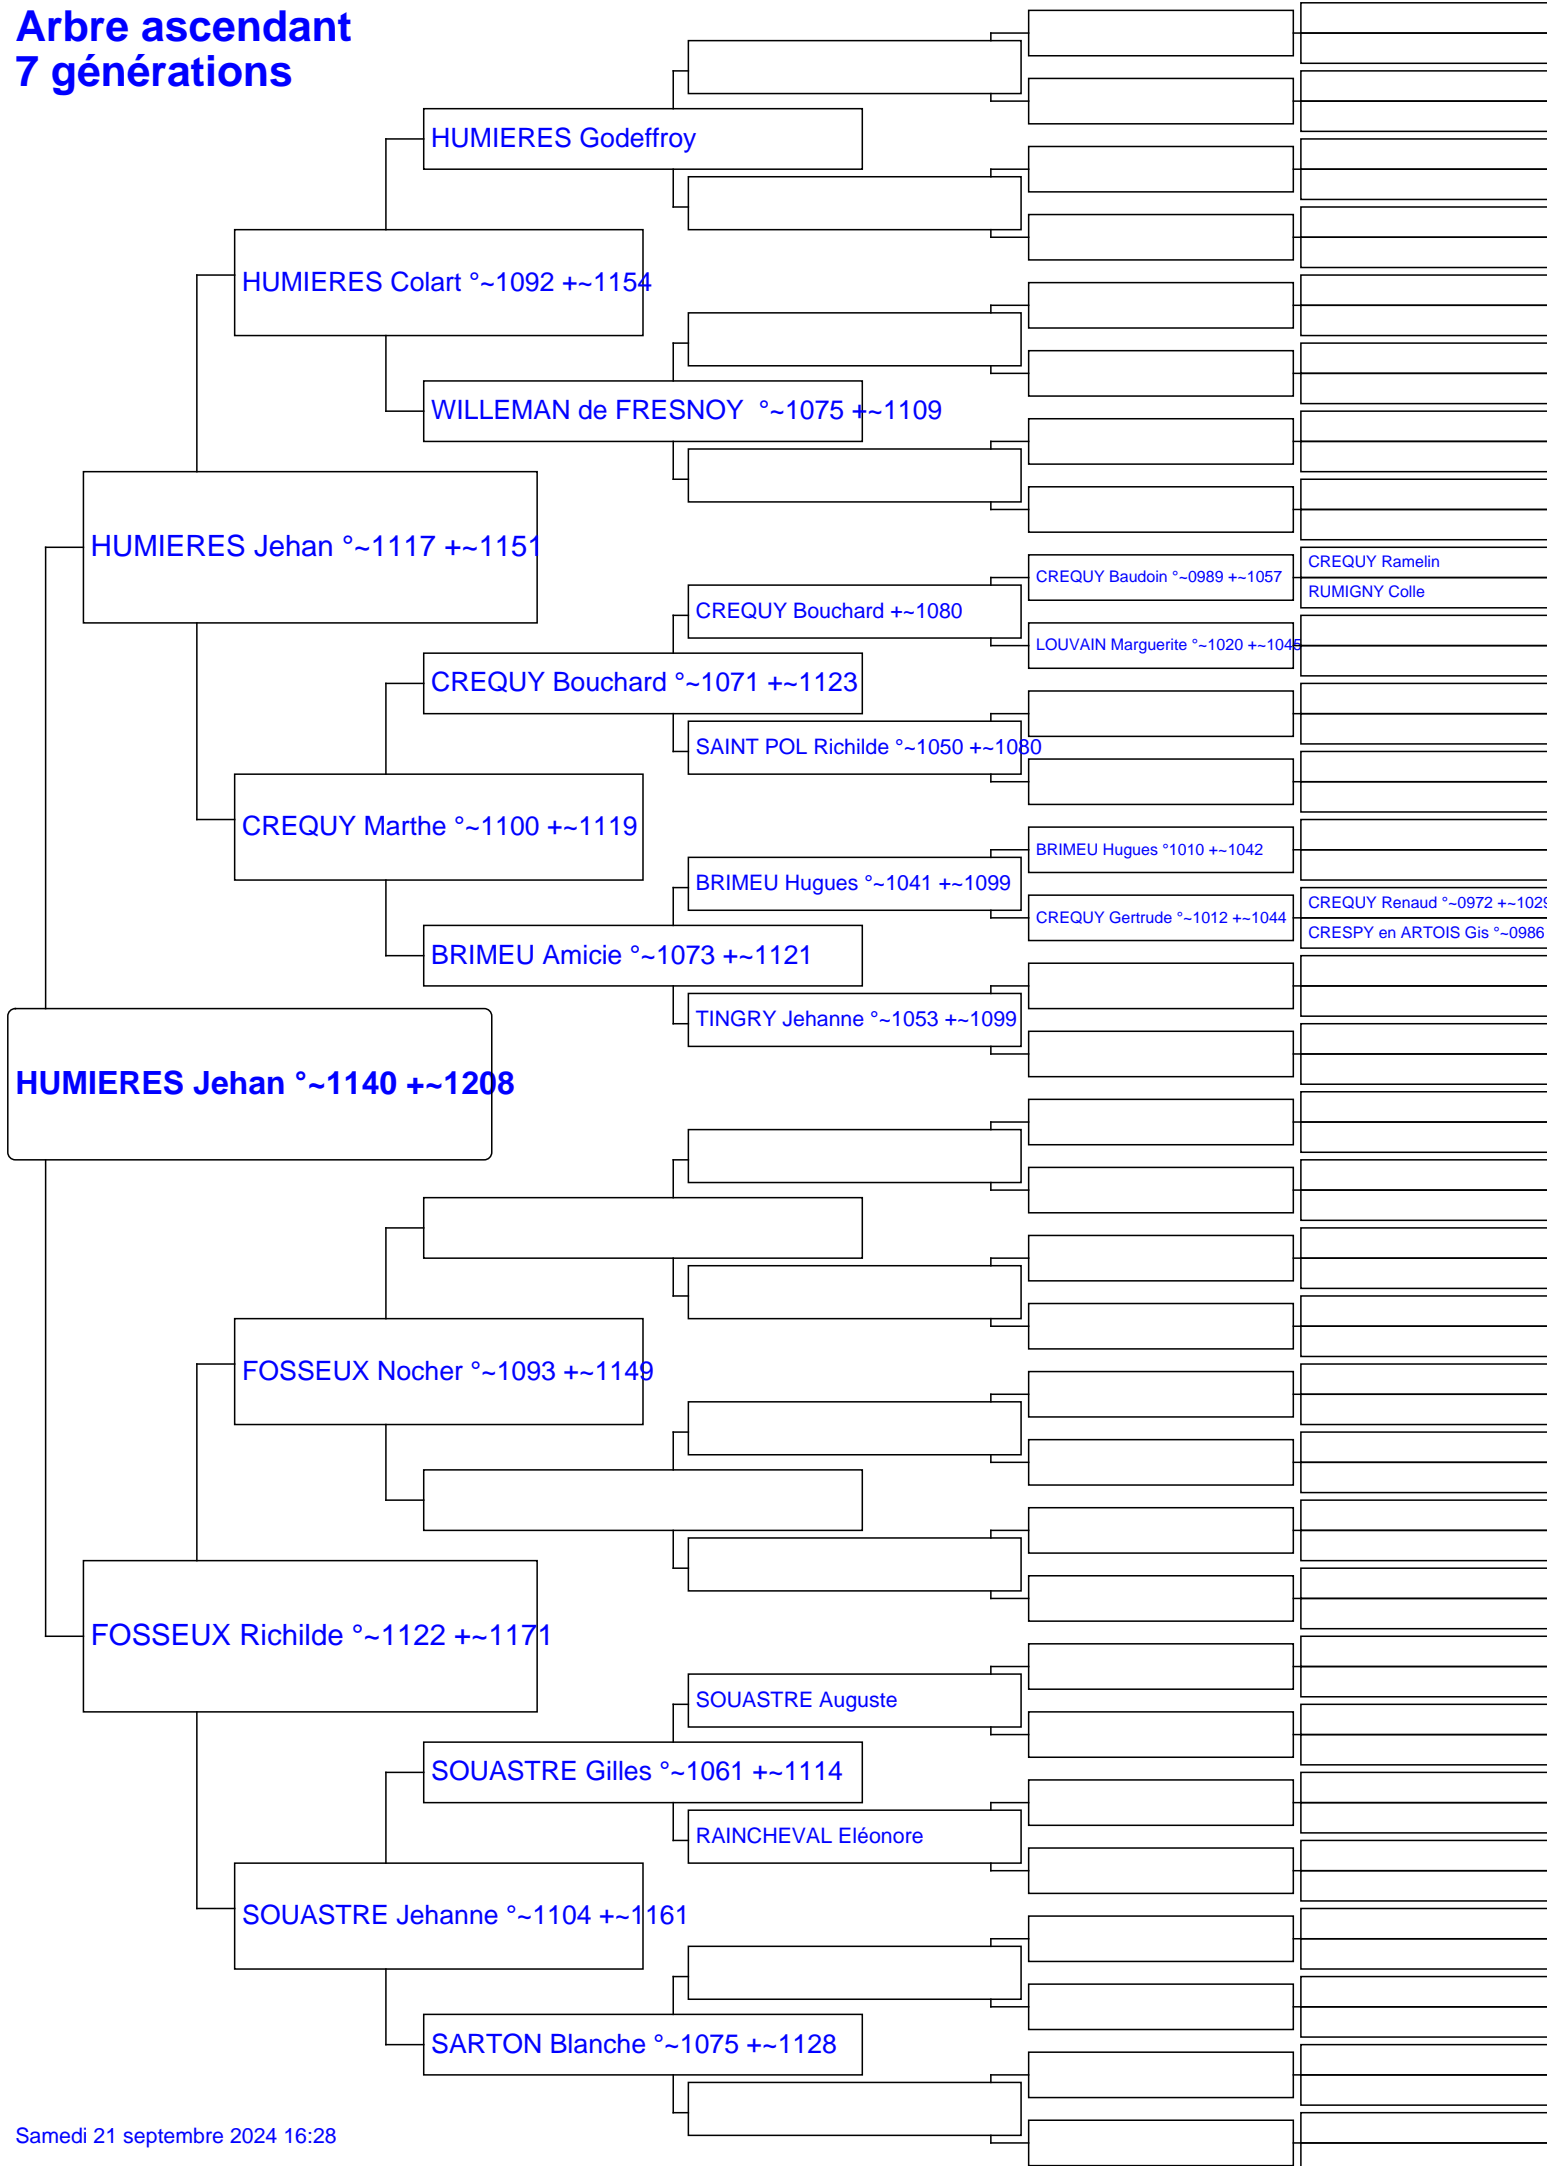 Arbre ascendant
7 générations
HUMIERES Godeffroy
HUMIERES Colart °~1092 +~1154
WILLEMAN de FRESNOY  °~1075 +~1109
HUMIERES Jehan °~1117 +~1151
CREQUY Ramelin
CREQUY Baudoin °~0989 +~1057
RUMIGNY Colle
CREQUY Bouchard +~1080
LOUVAIN Marguerite °~1020 +~1045
CREQUY Bouchard °~1071 +~1123
SAINT POL Richilde °~1050 +~1080
CREQUY Marthe °~1100 +~1119
BRIMEU Hugues °1010 +~1042
BRIMEU Hugues °~1041 +~1099
CREQUY Renaud °~0972 +~1029
CREQUY Gertrude °~1012 +~1044
CRESPY en ARTOIS Gis °~0986
BRIMEU Amicie °~1073 +~1121
TINGRY Jehanne °~1053 +~1099
HUMIERES Jehan °~1140 +~1208
FOSSEUX Nocher °~1093 +~1149
FOSSEUX Richilde °~1122 +~1171
SOUASTRE Auguste
SOUASTRE Gilles °~1061 +~1114
RAINCHEVAL Eléonore
SOUASTRE Jehanne °~1104 +~1161
SARTON Blanche °~1075 +~1128
Samedi 21 septembre 2024 16:28